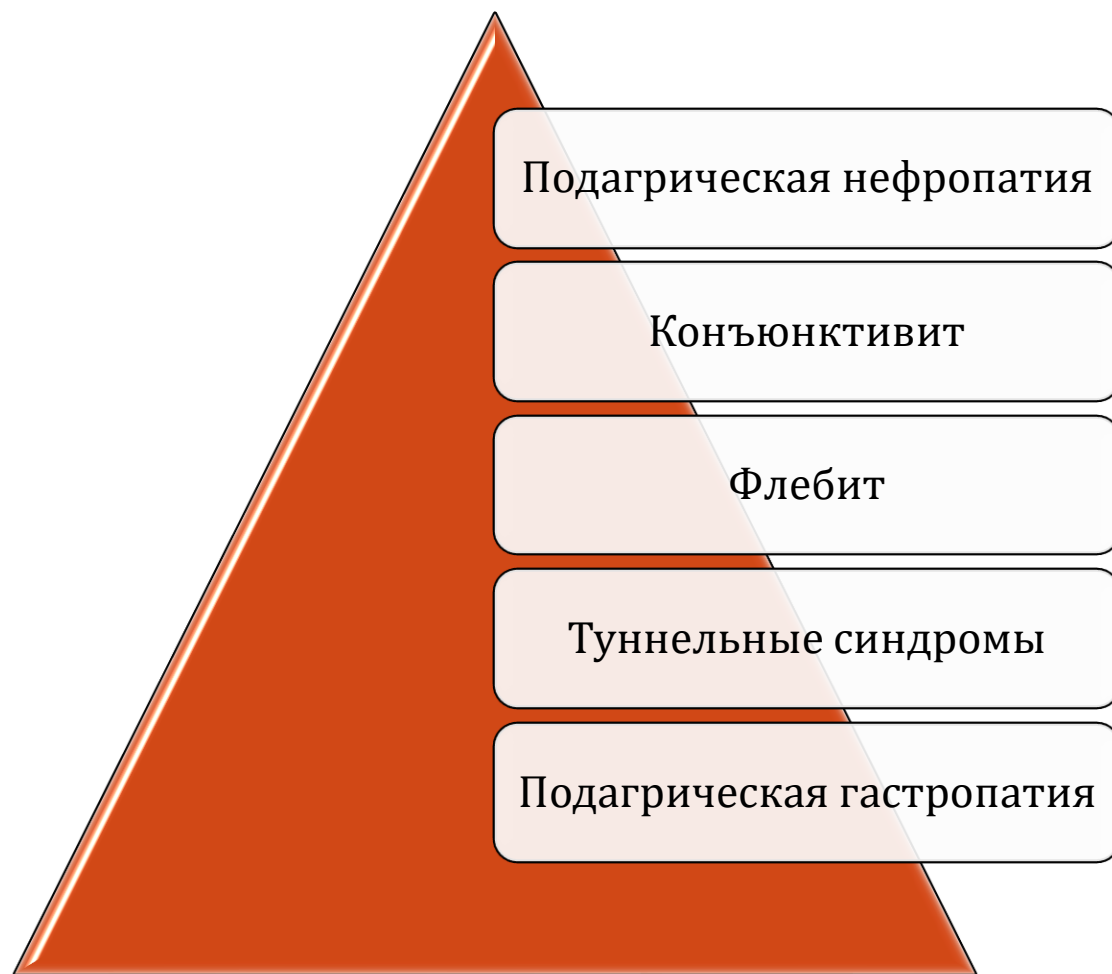 Подагрическая нефропатия
Конъюнктивит
Флебит
Туннельные синдромы
Подагрическая гастропатия